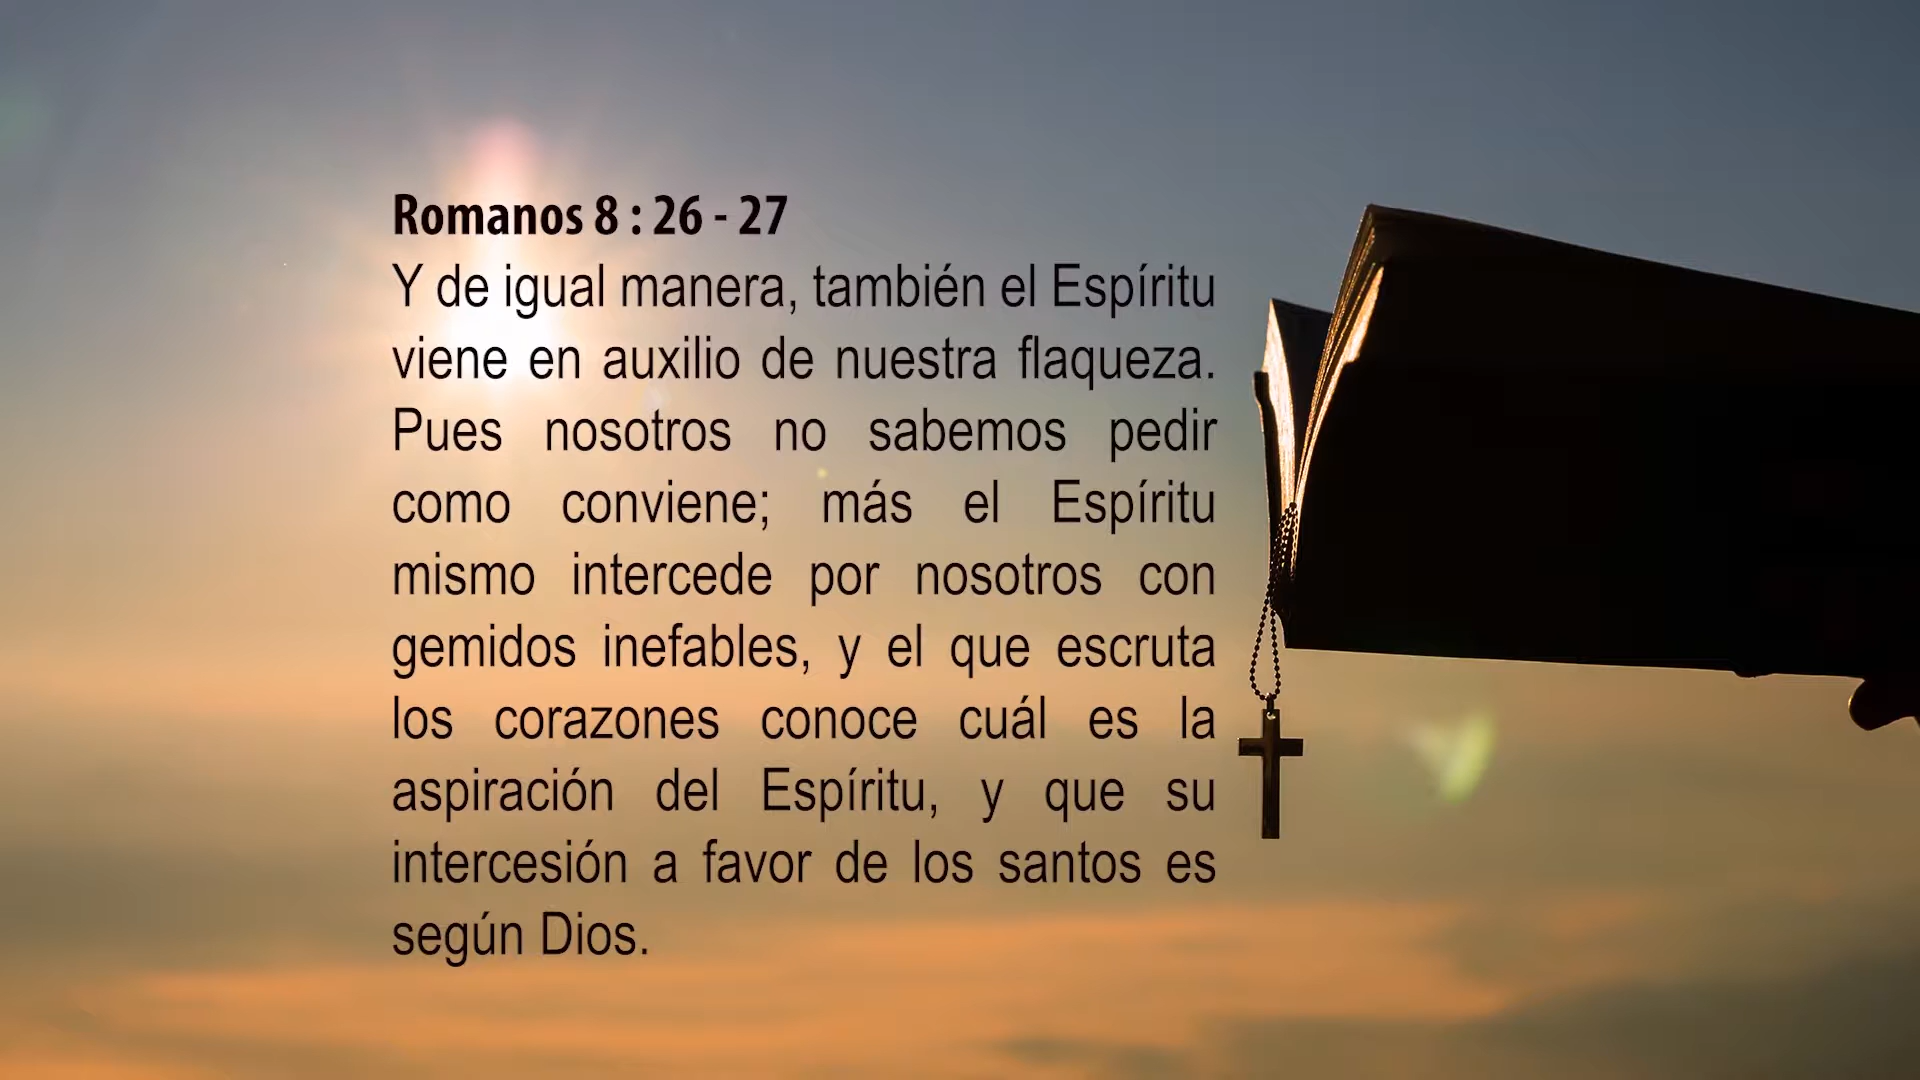 Romanos 8 : 26 - 27
Y de igual manera, también el Espíritu
viene en auxilio de nuestra flaqueza.
Pues nosotros no sabemos pedir
como conviene; más el Espíritu
mismo intercede por nosotros con
gemidos inefables, y el que escruta
los corazones conoce cuál es la
aspiración del Espíritu, y que su
intercesión a favor de los santos es
según Dios.